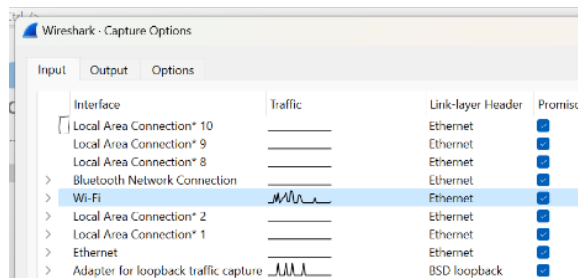 Wireshark · Capture Options
Input Output Options
Interface Traffic Link-layer Header Promisc
Local Area Connection* 10 Ethernet
Local Area Connection* 9 Ethernet
Local Area Connection* 8 Ethernet
Bluetooth Network Connection Ethernet
Wi-Fi Ethernet
Local Area Connection* 2 Ethernet
Local Area Connection* 1 Ethernet
Ethernet Ethernet
Adapter for loopback traffic capture BSD loopback